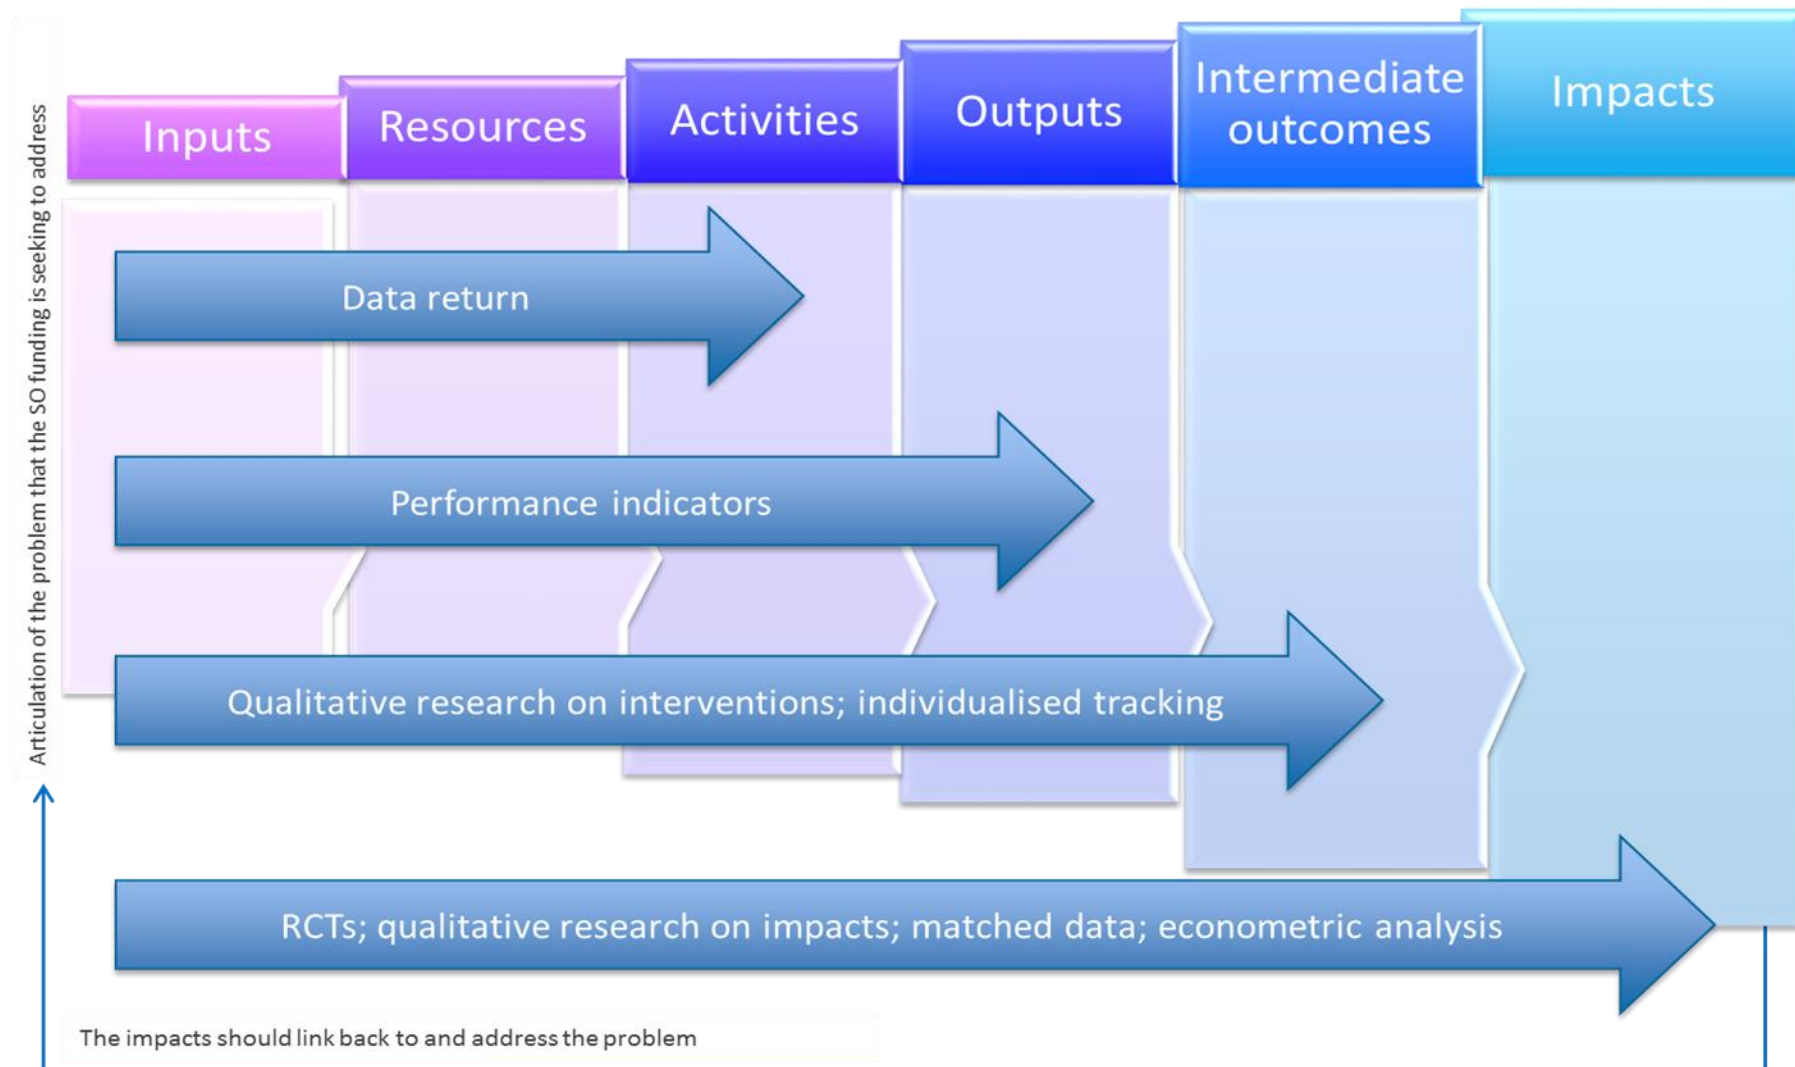 Articulation of the problem that the SO funding is seeking to address
Inputs
Resources
Activities
Outputs
Intermediate
outcomes
Impacts
Data return
Performance indicators
Qualitative research on interventions; individualised tracking
RCTs; qualitative research on impacts; matched data; econometric analysis
The impacts should link back to and address the problem